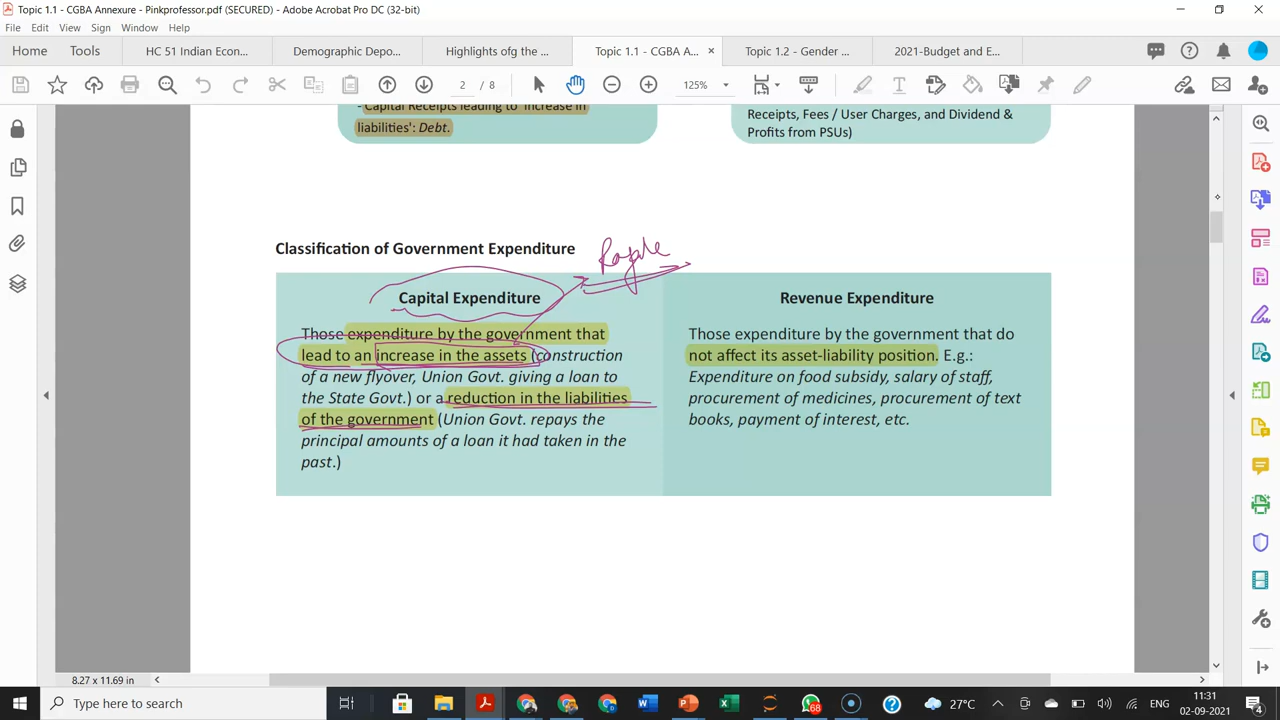 Topic 1.1 - CGBA Annexure - Pinkprofessor.pdf (SECURED) - Adobe Acrobat Pro DC (32-bit)
File Edit View Sign Window Help
Home Tools HC 51 Indian Econ... Demographic Depo... Highlights ofg the ... Topic 1.1 - CGBA A... × Topic 1.2 - Gender ... 2021-Budget and E...
2 / 8 125%
- Capital Receipts leading to 'increase in
liabilities': Debt.
Receipts, Fees / User Charges, and Dividend &
Profits from PSUs)
Classification of Government Expenditure
Capital Expenditure
Those expenditure by the government that
lead to an increase in the assets (construction
of a new flyover, Union Govt. giving a loan to
the State Govt.) or a reduction in the liabilities
of the government (Union Govt. repays the
principal amounts of a loan it had taken in the
past.)
Revenue Expenditure
Those expenditure by the government that do
not affect its asset-liability position. E.g.:
Expenditure on food subsidy, salary of staff,
procurement of medicines, procurement of text
books, payment of interest, etc.
8.27 x 11.69 in
Type here to search
68
27°C ENG 11:31
02-09-2021
4